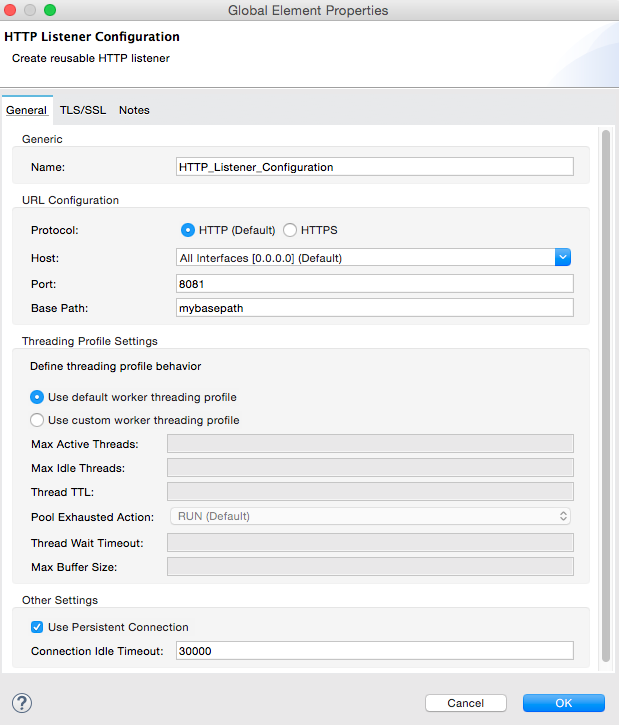 Global Element Properties
HTTP Listener Configuration
Create reusable HTTP listener
General TLS/SSL Notes
Generic
Name: HTTP_Listener_Configuration
URL Configuration
Protocol: HTTP (Default) HTTPS
Host: All Interfaces [0.0.0.0] (Default)
Port: 8081
Base Path: mybasepath
Threading Profile Settings
Define threading profile behavior
Use default worker threading profile
Use custom worker threading profile
Max Active Threads:
Max Idle Threads:
Thread TTL:
Pool Exhausted Action: RUN (Default)
Thread Wait Timeout:
Max Buffer Size:
Other Settings
Use Persistent Connection
Connection Idle Timeout: 30000
? Cancel OK